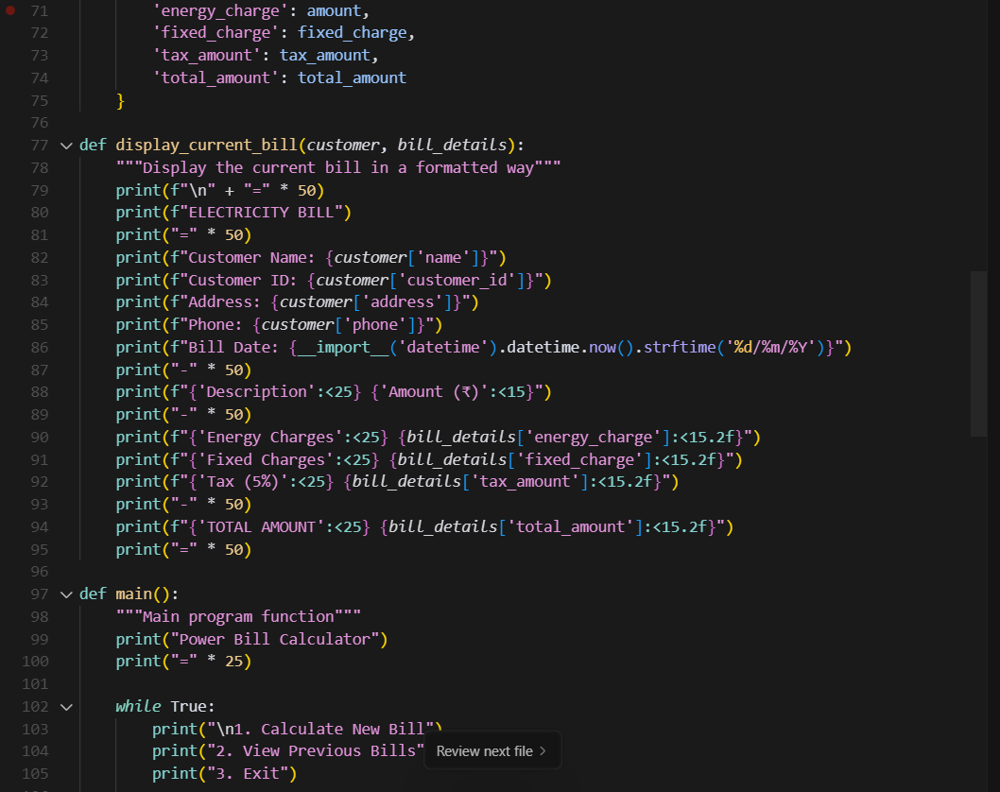 71 'energy_charge': amount,
72 'fixed_charge': fixed_charge,
73 'tax_amount': tax_amount,
74 'total_amount': total_amount
75 }
76
77 def display_current_bill(customer, bill_details):
78 """Display the current bill in a formatted way"""
79 print(f"\n" + "=" * 50)
80 print(f"ELECTRICITY BILL")
81 print("=" * 50)
82 print(f"Customer Name: {customer['name']}")
83 print(f"Customer ID: {customer['customer_id']}")
84 print(f"Address: {customer['address']}")
85 print(f"Phone: {customer['phone']}")
86 print(f"Bill Date: {__import__('datetime').datetime.now().strftime('%d/%m/%Y')}")
87 print("-" * 50)
88 print(f"{'Description':<25} {'Amount (₹)':<15}")
89 print("-" * 50)
90 print(f"{'Energy Charges':<25} {bill_details['energy_charge']:<15.2f}")
91 print(f"{'Fixed Charges':<25} {bill_details['fixed_charge']:<15.2f}")
92 print(f"{'Tax (5%)':<25} {bill_details['tax_amount']:<15.2f}")
93 print("-" * 50)
94 print(f"{'TOTAL AMOUNT':<25} {bill_details['total_amount']:<15.2f}")
95 print("=" * 50)
96
97 def main():
98 """Main program function"""
99 print("Power Bill Calculator")
100 print("=" * 25)
101
102 while True:
103 print("\n1. Calculate New Bill")
104 print("2. View Previous Bills"
Review next file
105 print("3. Exit")